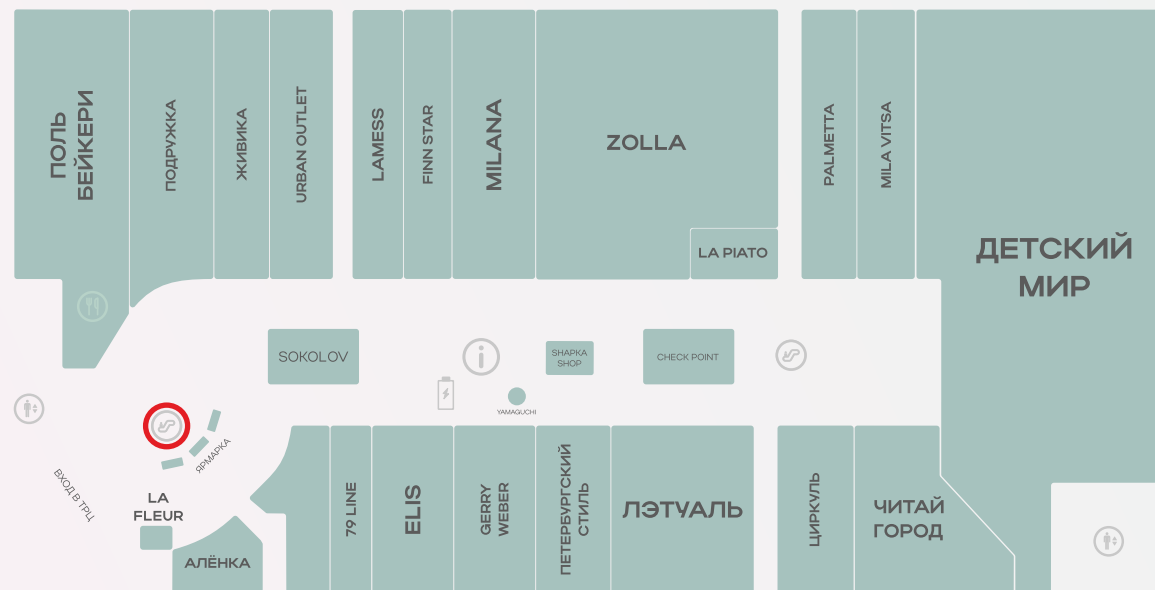 ПОЛЬ
БЕЙКЕРИ
ПОДРУЖКА
ЖИВИКА
URBAN OUTLET
LAMESS
FINN STAR
MILANA
ZOLLA
LA PIATO
PALMETTA
MILA VITSA
ДЕТСКИЙ
МИР
SOKOLOV
SHAPKA
SHOP
CHECK POINT
YAMAGUCHI
ЯРМАРКА
ВХОД В ТРЦ
LA
FLEUR
АЛЁНКА
79 LINE
ELIS
GERRY
WEBER
ПЕТЕРБУРГСКИЙ
СТИЛЬ
ЛЭТУАЛЬ
ЦИРКУЛЬ
ЧИТАЙ
ГОРОД